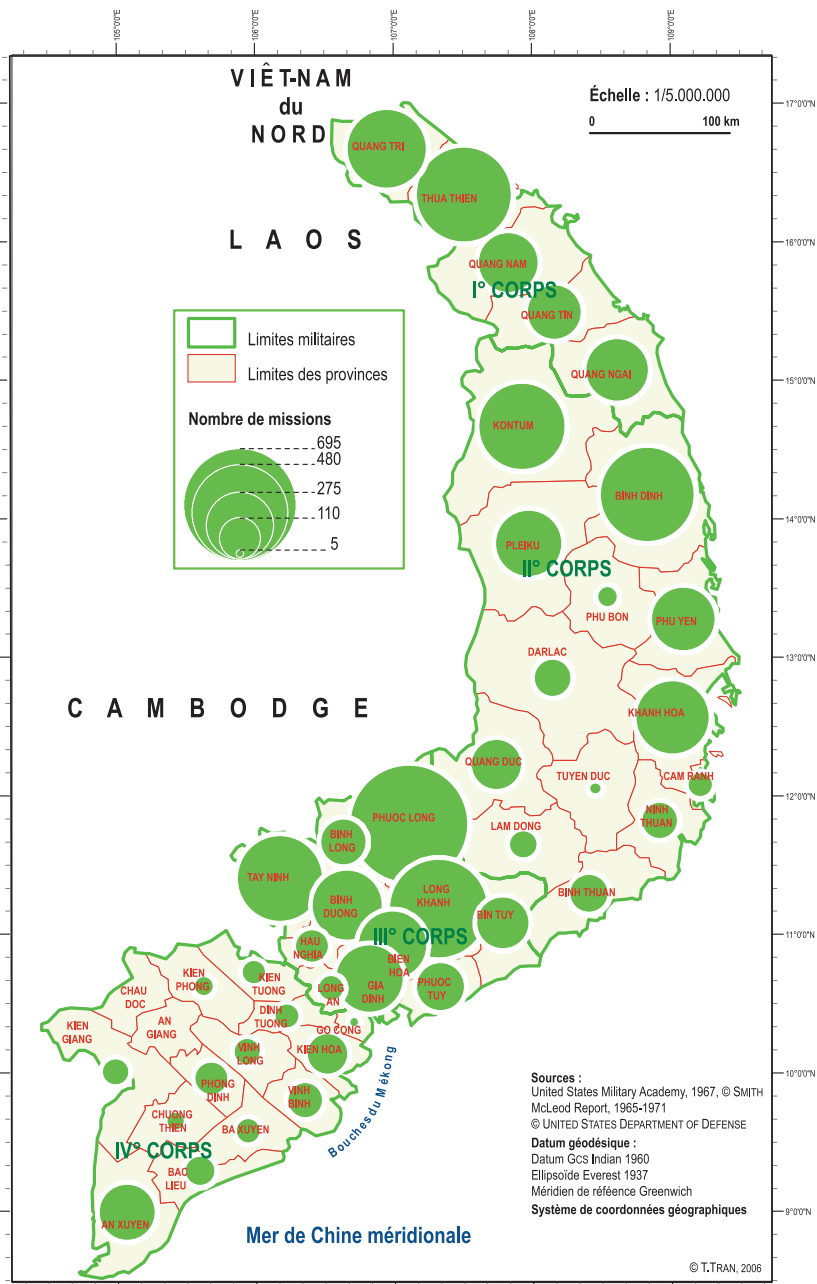 105°0'0"E
106°0'0"E
107°0'0"E
108°0'0"E
109°0'0"E
VIÊT-NAM
du
NORD
Échelle : 1/5.000.000
0 100 km
17°0'0"N
QUANG TRI
THUA THIEN
LAOS
16°0'0"N
QUANG NAM
I° CORPS
QUANG TIN
Limites militaires
Limites des provinces
QUANG NGAI
15°0'0"N
Nombre de missions
695
480
275
110
5
KONTUM
BINH DINH
14°0'0"N
PLEIKU
II° CORPS
PHU BON
PHU YEN
DARLAC
13°0'0"N
CAMBODGE
KHANH HOA
QUANG DUC
TUYEN DUC
CAM RANH
12°0'0"N
PHUOC LONG
NINH
THUAN
BINH
LONG
LAM DONG
TAY NINH
LONG
KHANH
BINH THUAN
BINH
DUONG
BIN TUY
11°0'0"N
III° CORPS
HAU
NGHIA
BIEN
HOA
KIEN
PHONG
KIEN
TUONG
LONG
AN
GIA
DINH
PHUOC
TUY
CHAU
DOC
DINH
TUONG
AN
GIANG
KIEN
GIANG
GO CONG
VINH
LONG
KIEN HOA
10°0'0"N
PHONG
DINH
VINH
BINH
Bouches du Mékong
CHUONG
THIEN
BA XUYEN
IV° CORPS
BAC
LIEU
AN XUYEN
9°0'0"N
Mer de Chine méridionale
Sources :
United States Military Academy, 1967, © SMITH
McLeod Report, 1965-1971
© UNITED STATES DEPARTMENT OF DEFENSE
Datum géodésique :
Datum GCS Indian 1960
Ellipsoïde Everest 1937
Méridien de réféence Greenwich
Système de coordonnées géographiques
© T.TRAN, 2006